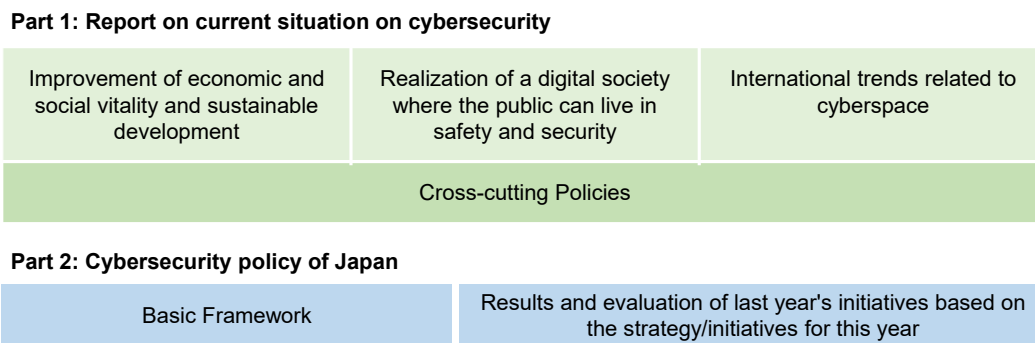 Part 1: Report on current situation on cybersecurity
Improvement of economic and
social vitality and sustainable
development
Realization of a digital society
where the public can live in
safety and security
International trends related to
cyberspace
Cross-cutting Policies
Part 2: Cybersecurity policy of Japan
Basic Framework
Results and evaluation of last year's initiatives based on
the strategy/initiatives for this year